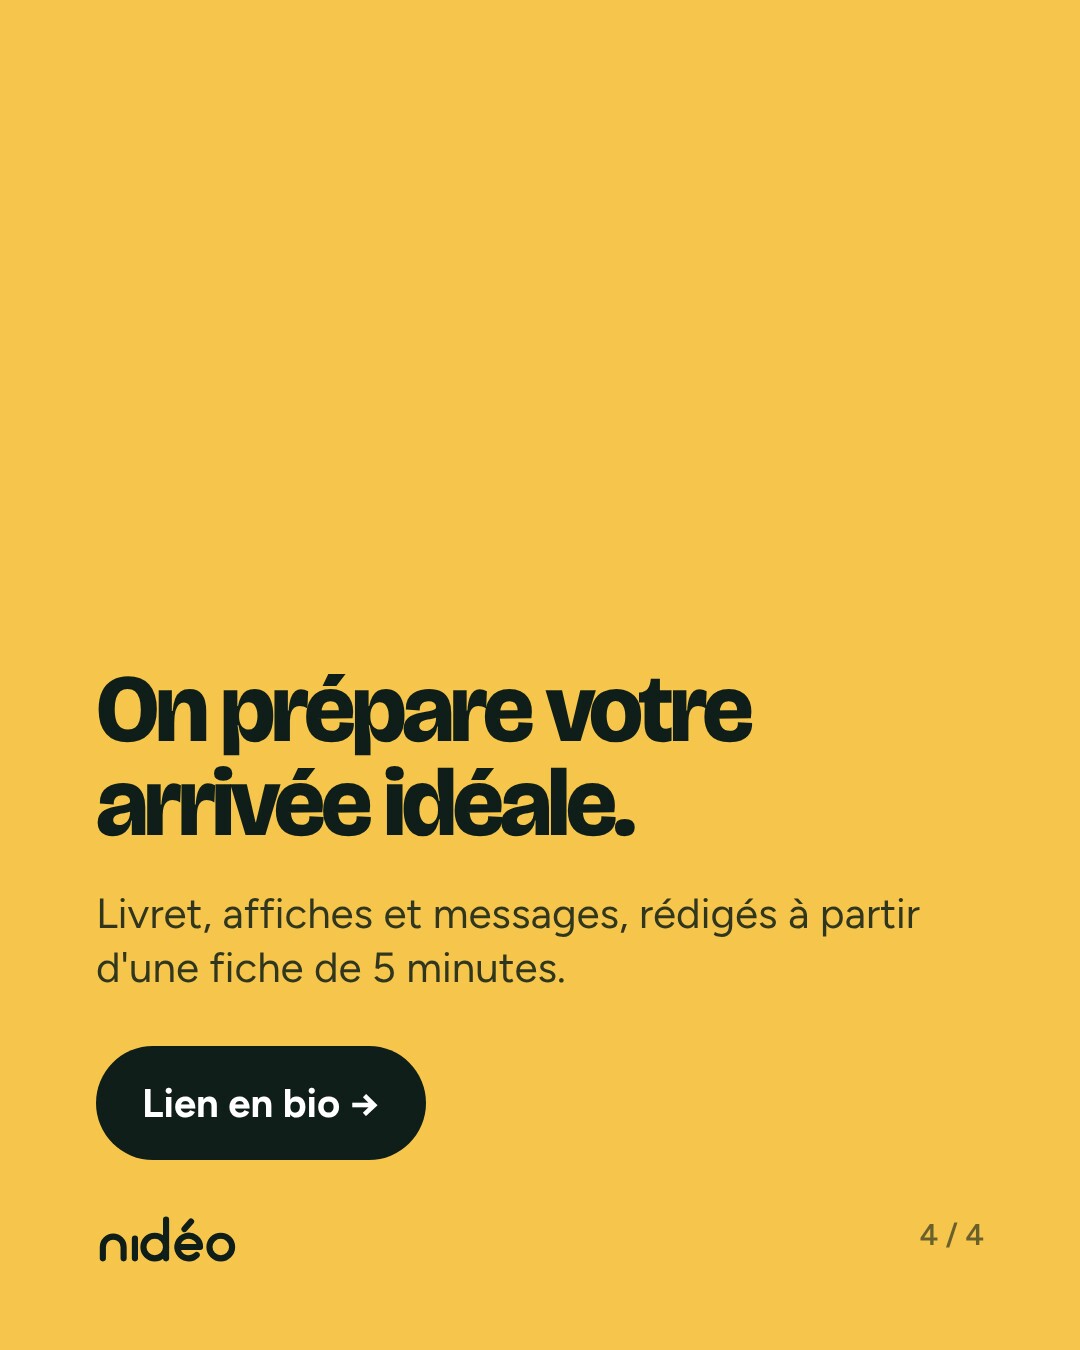 On prépare votre
arrivée idéale.
Livret, affiches et messages, rédigés à partir
d'une fiche de 5 minutes.
Lien en bio →
nidéo
4 / 4